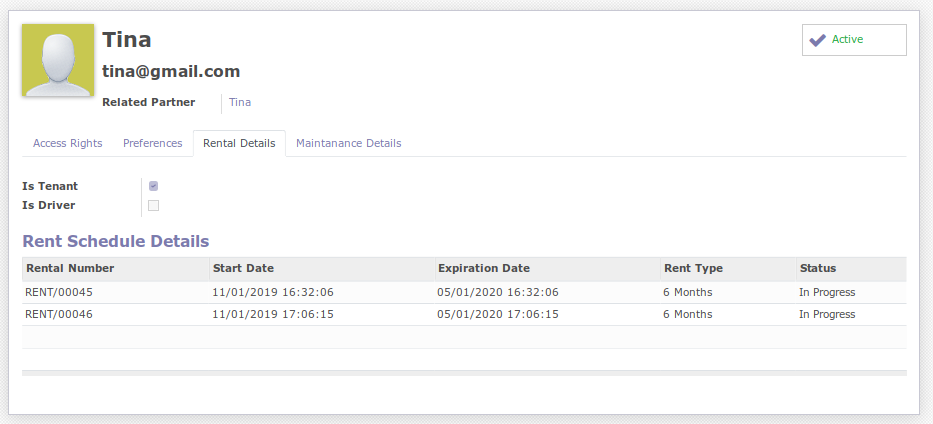 Tina
Active
tina@gmail.com
Related Partner Tina
Access Rights Preferences Rental Details Maintanance Details
Is Tenant
Is Driver
Rent Schedule Details
Rental Number Start Date Expiration Date Rent Type Status
RENT/00045 11/01/2019 16:32:06 05/01/2020 16:32:06 6 Months In Progress
RENT/00046 11/01/2019 17:06:15 05/01/2020 17:06:15 6 Months In Progress